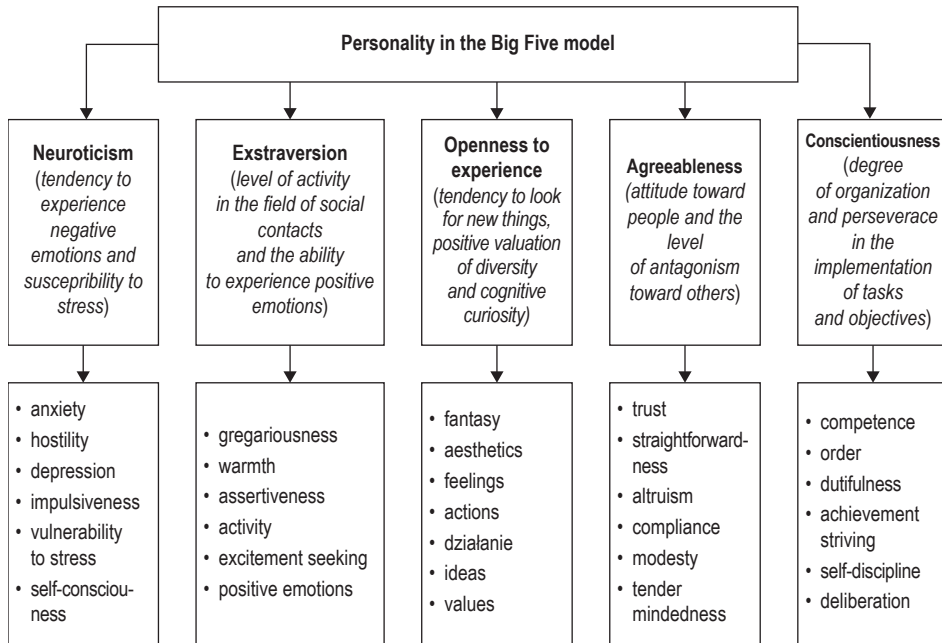 Personality in the Big Five model
Neuroticism
(tendency to
experience
negative
emotions and
suscepribility to
stress)
Exstraversion
(level of activity
in the field of social
contacts
and the ability
to experience positive
emotions)
Openness to
experience
(tendency to look
for new things,
positive valuation
of diversity
and cognitive
curiosity)
Agreeableness
(attitude toward
people and the
level
of antagonism
toward others)
Conscientiousness
(degree
of organization
and perseverace
in the
implementation
of tasks
and objectives)
• anxiety
• hostility
• depression
• impulsiveness
• vulnerability
to stress
• self-consciou-
ness
• gregariousness
• warmth
• assertiveness
• activity
• excitement seeking
• positive emotions
• fantasy
• aesthetics
• feelings
• actions
• działanie
• ideas
• values
• trust
• straightforward-
ness
• altruism
• compliance
• modesty
• tender
mindedness
• competence
• order
• dutifulness
• achievement
striving
• self-discipline
• deliberation